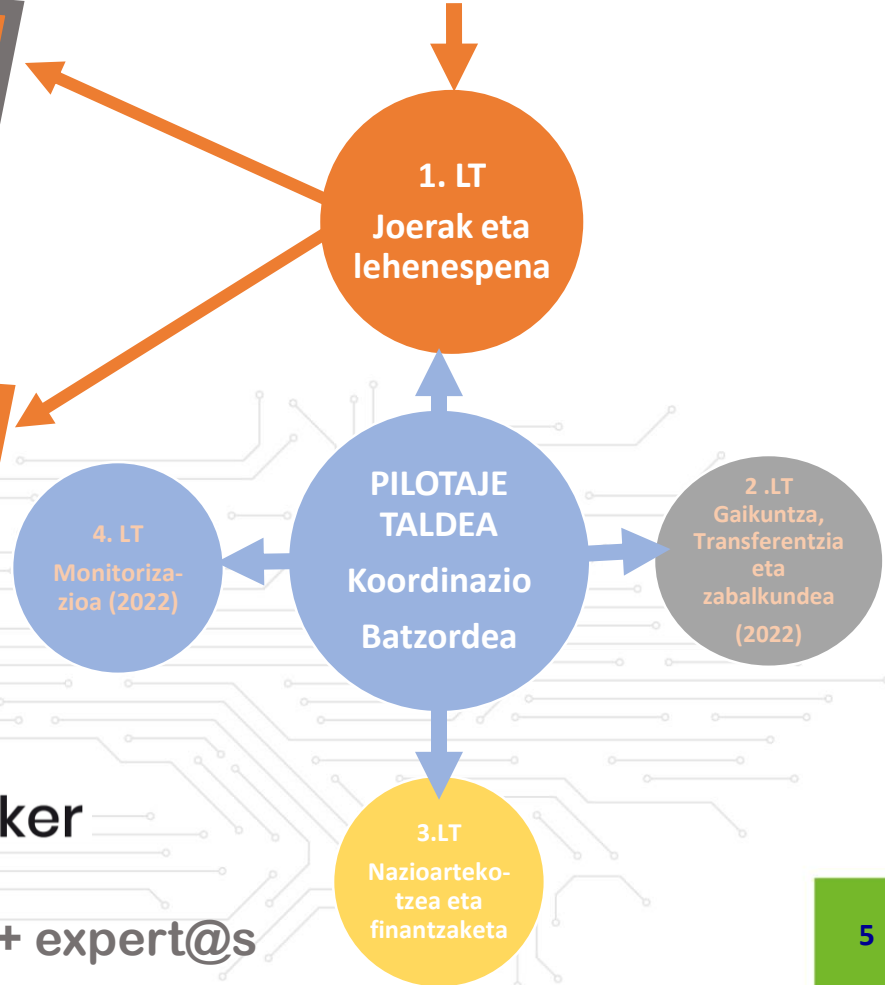 1. LT
Joerak eta
lehenespena
PILOTAJE
TALDEA
Koordinazio
Batzordea
4. LT
Monitoriza-
zioa (2022)
2 .LT
Gaikuntza,
Transferentzia
eta
zabalkundea
(2022)
3.LT
Nazioarteko-
tzea eta
finantzaketa
ker
+ expert@s
5